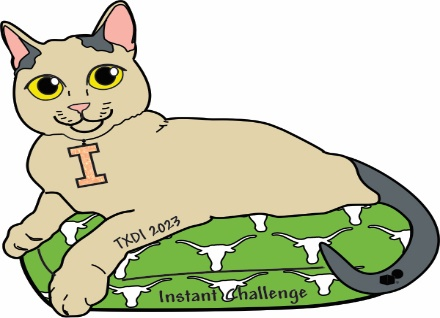 I
TXDI 2023
Instant Challenge